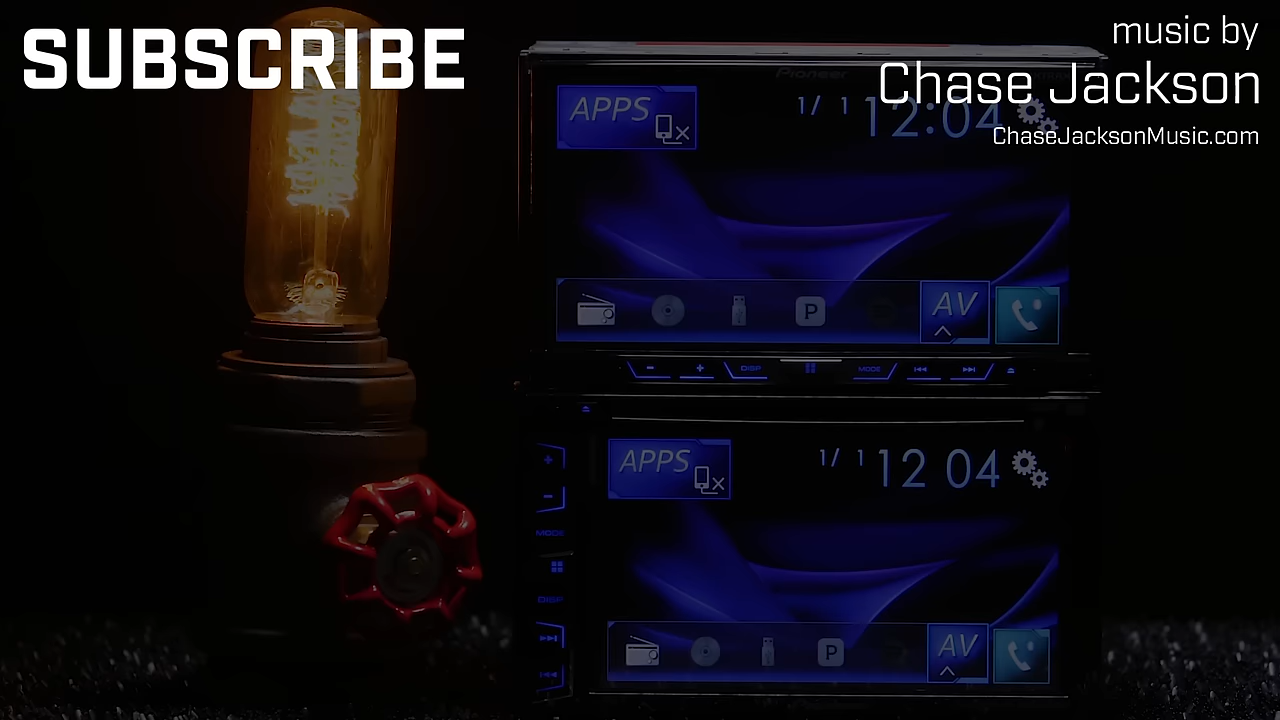 SUBSCRIBE
music by
Chase Jackson
ChaseJacksonMusic.com
Pioneer
APPS
1/ 1 12:04
P
AV
- + DISP MODE
APPS
1/ 1 12 04
+
-
MODE
DISP
P
AV